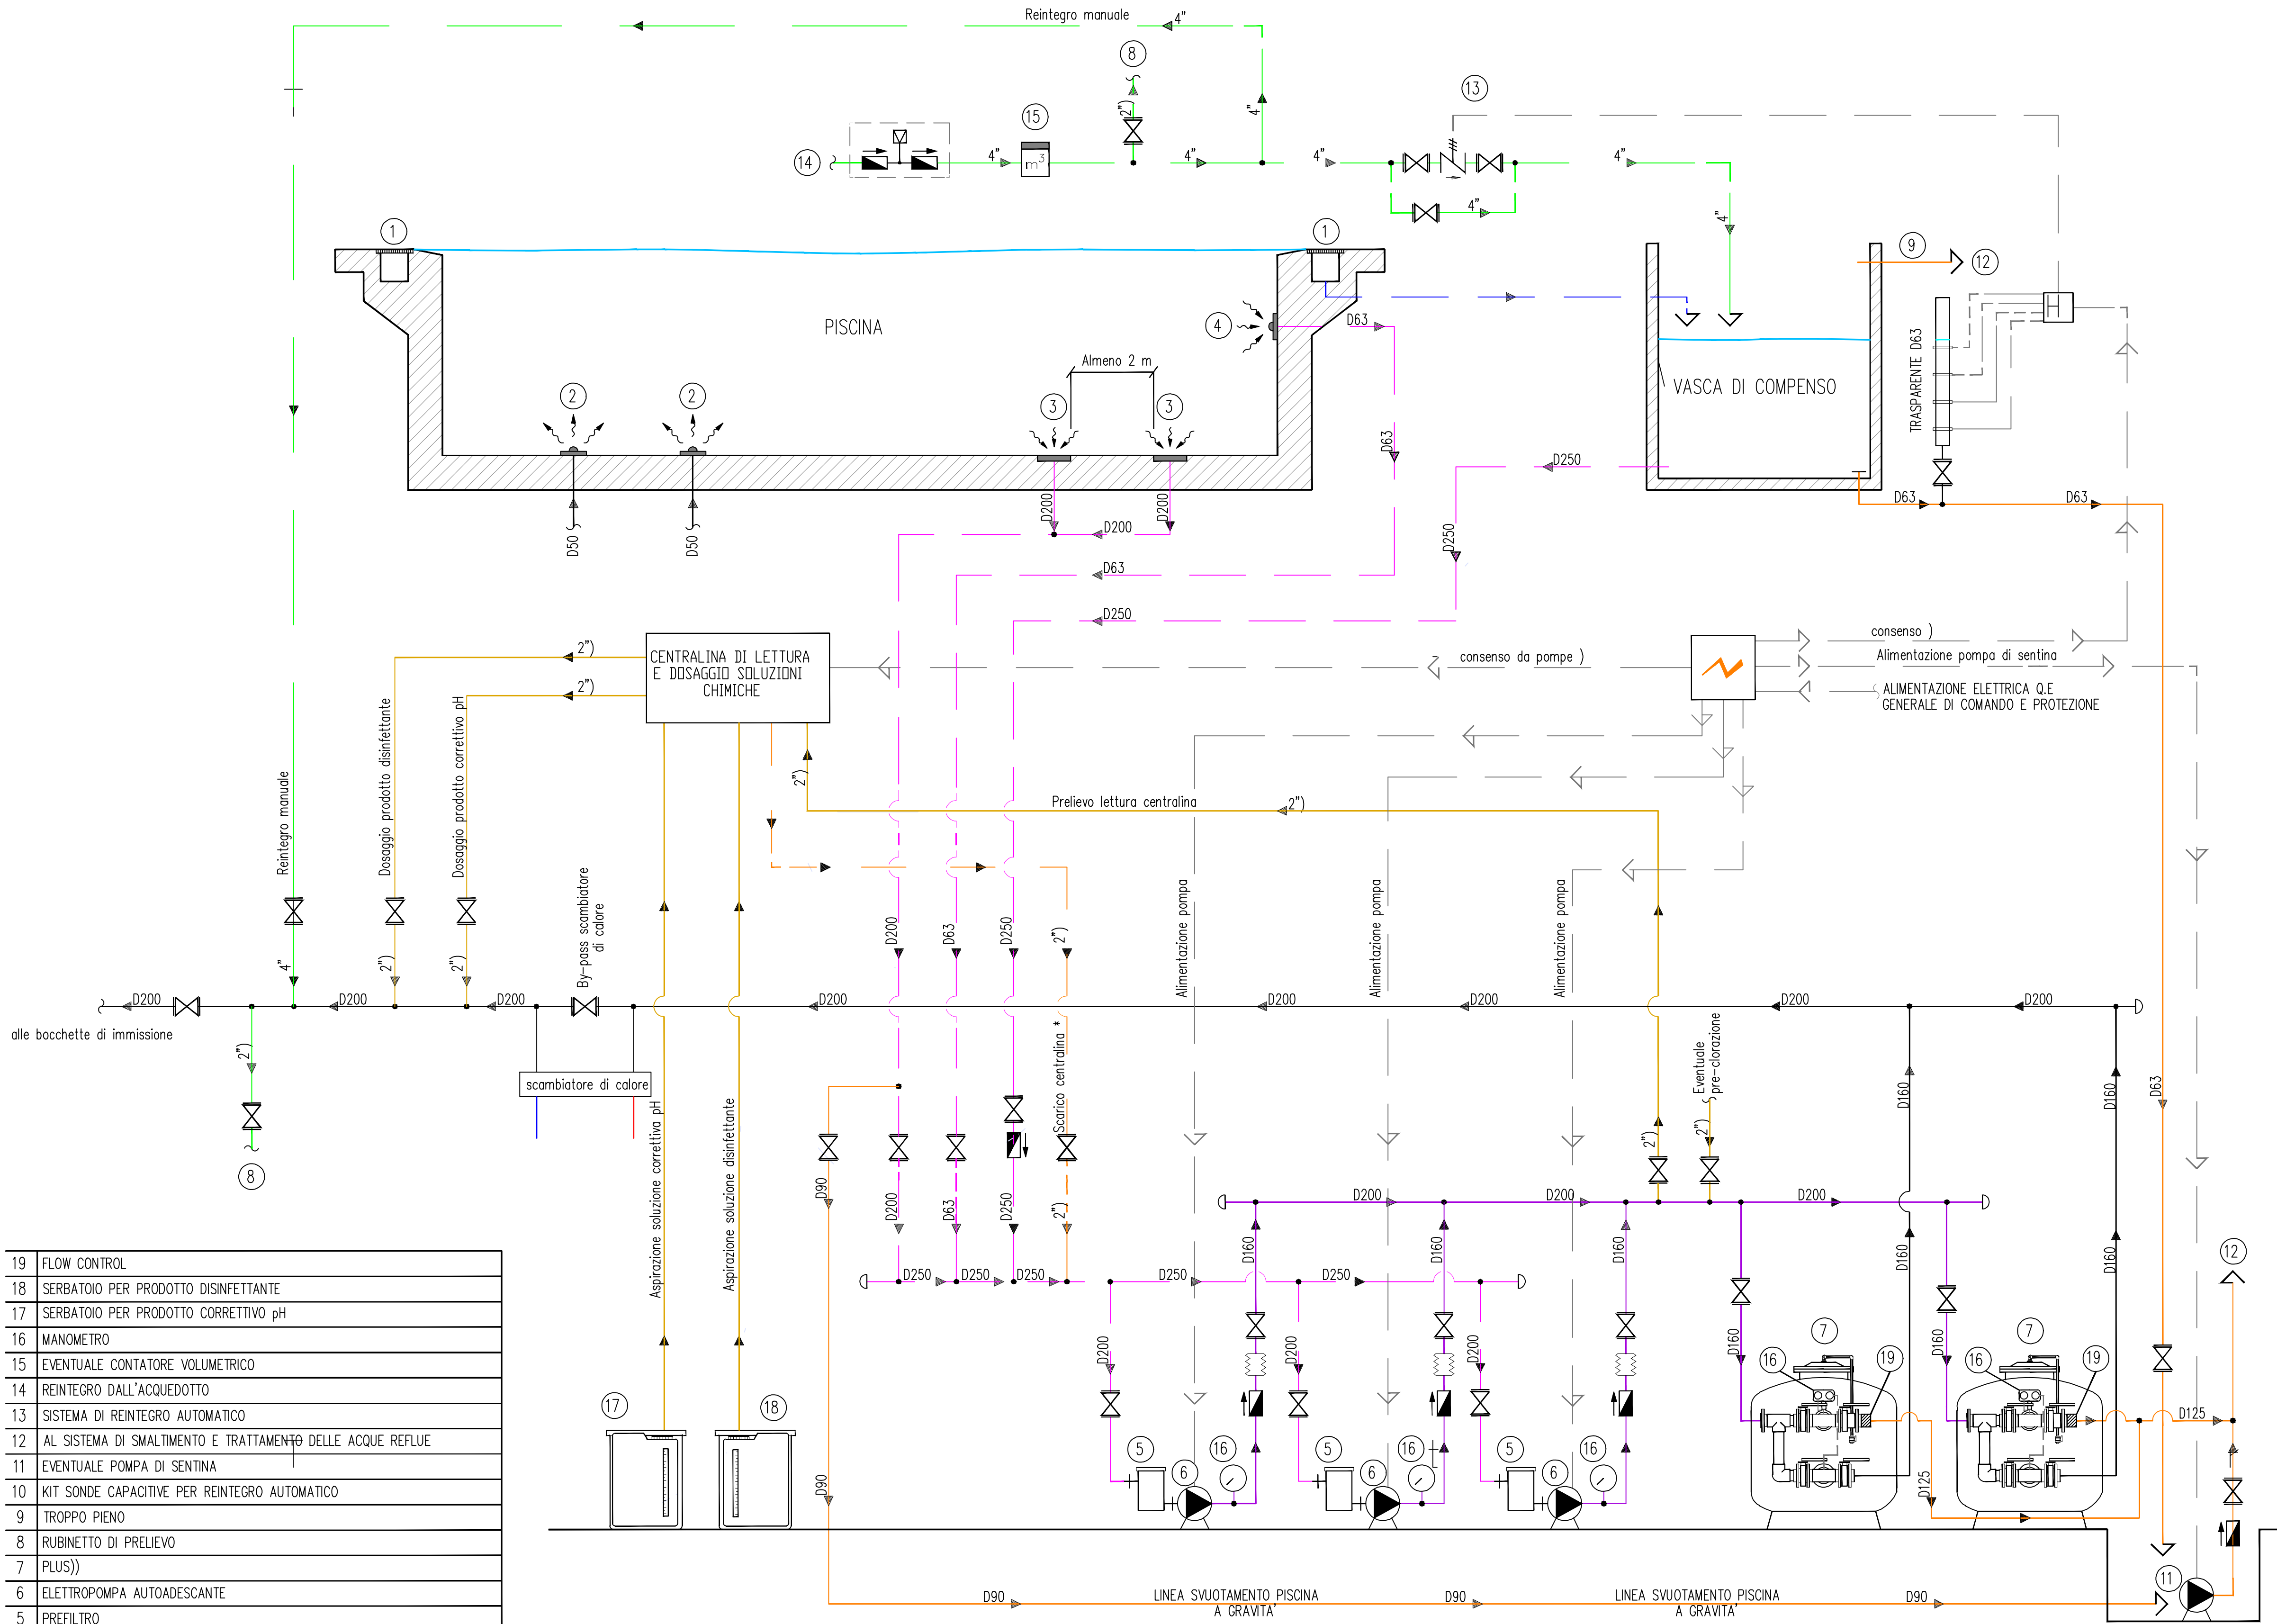 Reintegro manuale
4"
8
13
15
2")
4"
14
m³
4"
4"
4"
4"
4"
4"
1
1
9
12
PISCINA
4
D63
Almeno 2 m
TRASPARENTE D63
VASCA DI COMPENSO
2
2
3
3
D63
D250
D200
D200
D63
D63
D50
D50
D200
D250
D63
D250
2")
CENTRALINA DI LETTURA
E DOSAGGIO SOLUZIONI
CHIMICHE
consenso da pompe )
consenso )
Alimentazione pompa di sentina
2")
ALIMENTAZIONE ELETTRICA Q.E
GENERALE DI COMANDO E PROTEZIONE
Reintegro manuale
Dosaggio prodotto disinfettante
Dosaggio prodotto correttivo pH
2")
Prelievo lettura centralina
2")
By-pass scambiatore
di calore
D200
D63
D250
2")
Alimentazione pompa
Alimentazione pompa
Alimentazione pompa
4"
2")
2")
D200
D200
D200
D200
D200
D200
D200
D200
alle bocchette di immissione
2")
scambiatore di calore
8
Aspirazione soluzione correttiva pH
Aspirazione soluzione disinfettante
Scarico centralina *
Eventuale
pre-clorazione
2")
2")
D160
D160
D63
D90
D200
D63
D250
2")
D200
D200
D200
D160
D160
D160
D160
D160
12
D250
D250
D250
D250
D250
D200
D200
D200
D160
D160
7
7
16
19
16
19
17
18
D125
5
6
16
5
6
16
5
6
16
D90
D125
11
D90
LINEA SVUOTAMENTO PISCINA
A GRAVITA'
D90
LINEA SVUOTAMENTO PISCINA
A GRAVITA'
D90
19 FLOW CONTROL
18 SERBATOIO PER PRODOTTO DISINFETTANTE
17 SERBATOIO PER PRODOTTO CORRETTIVO pH
16 MANOMETRO
15 EVENTUALE CONTATORE VOLUMETRICO
14 REINTEGRO DALL'ACQUEDOTTO
13 SISTEMA DI REINTEGRO AUTOMATICO
12 AL SISTEMA DI SMALTIMENTO E TRATTAMENTO DELLE ACQUE REFLUE
11 EVENTUALE POMPA DI SENTINA
10 KIT SONDE CAPACITIVE PER REINTEGRO AUTOMATICO
9 TROPPO PIENO
8 RUBINETTO DI PRELIEVO
7 PLUS))
6 ELETTROPOMPA AUTOADESCANTE
5 PREFILTRO